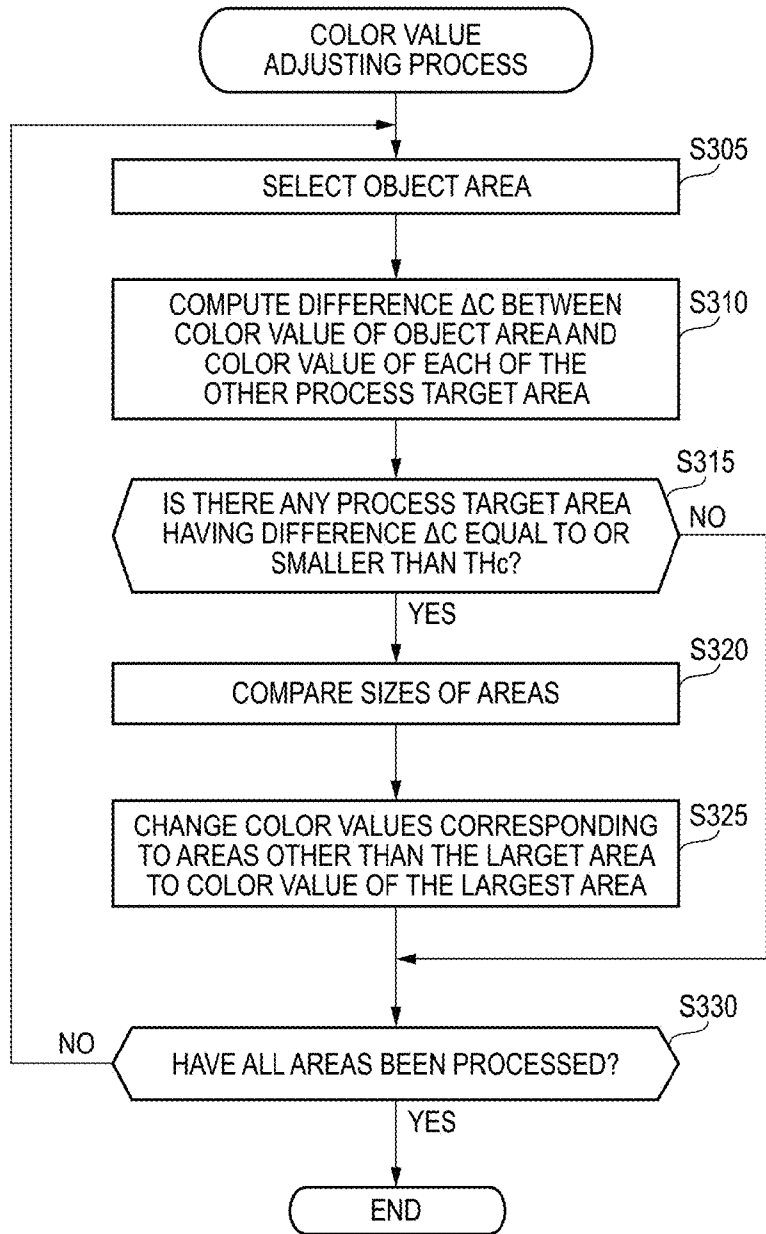 COLOR VALUE
ADJUSTING PROCESS
S305
SELECT OBJECT AREA
S310
COMPUTE DIFFERENCE ΔC BETWEEN
COLOR VALUE OF OBJECT AREA AND
COLOR VALUE OF EACH OF THE
OTHER PROCESS TARGET AREA
S315
IS THERE ANY PROCESS TARGET AREA
HAVING DIFFERENCE ΔC EQUAL TO OR
SMALLER THAN THc?
NO
YES
S320
COMPARE SIZES OF AREAS
S325
CHANGE COLOR VALUES CORRESPONDING
TO AREAS OTHER THAN THE LARGET AREA
TO COLOR VALUE OF THE LARGEST AREA
S330
NO
HAVE ALL AREAS BEEN PROCESSED?
YES
END